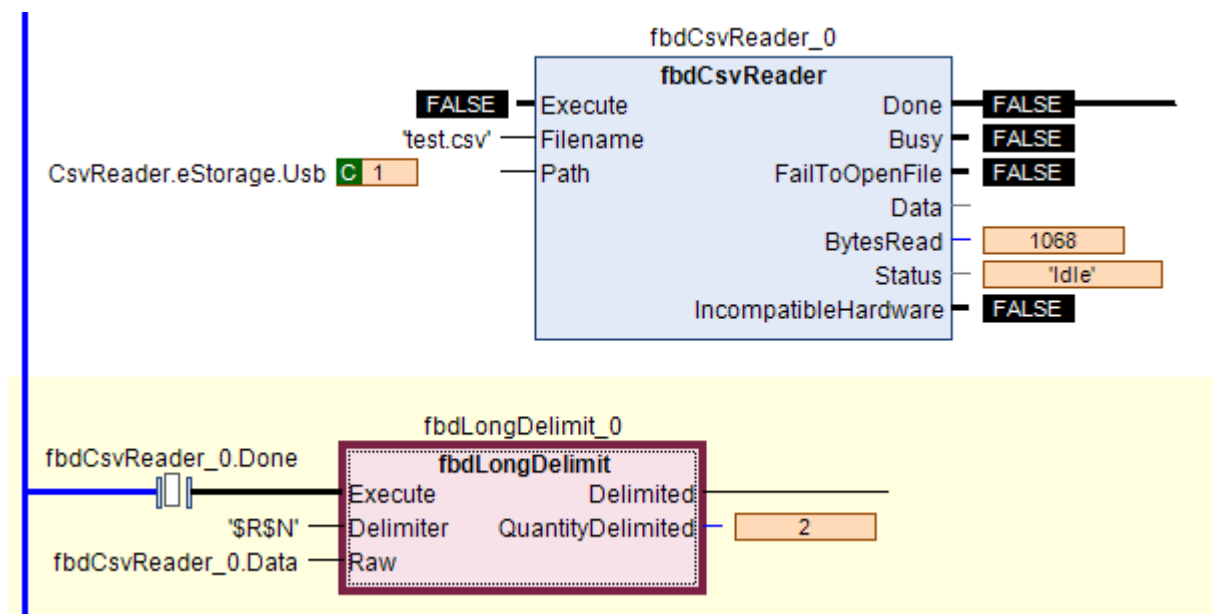 fbdCsvReader_0
fbdCsvReader
FALSE Execute Done FALSE
'test.csv' Filename Busy FALSE
CsvReader.eStorage.Usb C 1 Path FailToOpenFile FALSE
Data
BytesRead 1068
Status 'Idle'
IncompatibleHardware FALSE
fbdLongDelimit_0
fbdCsvReader_0.Done fbdLongDelimit
Execute Delimited
'$R$N' Delimiter QuantityDelimited 2
fbdCsvReader_0.Data Raw